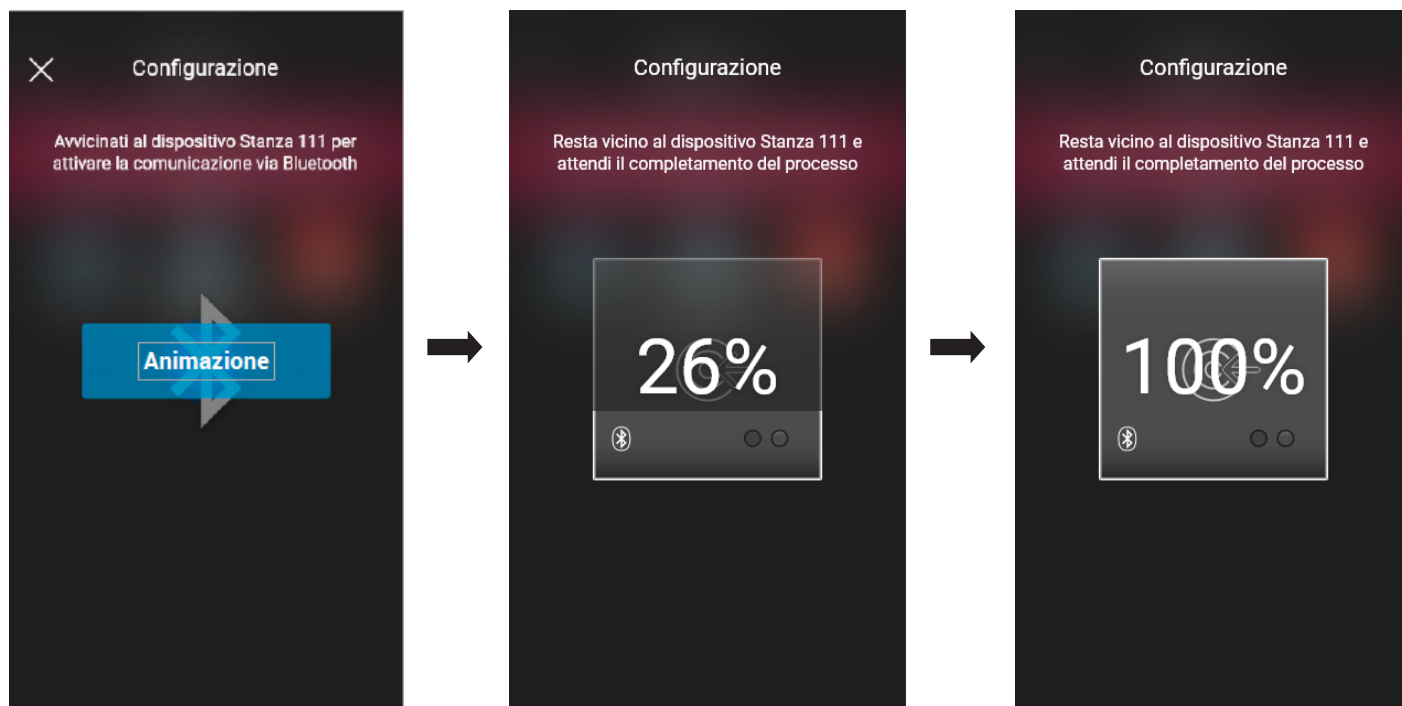 Configurazione
Avvicinati al dispositivo Stanza 111 per
attivare la comunicazione via Bluetooth
Animazione
Configurazione
Resta vicino al dispositivo Stanza 111 e
attendi il completamento del processo
26%
Configurazione
Resta vicino al dispositivo Stanza 111 e
attendi il completamento del processo
100%